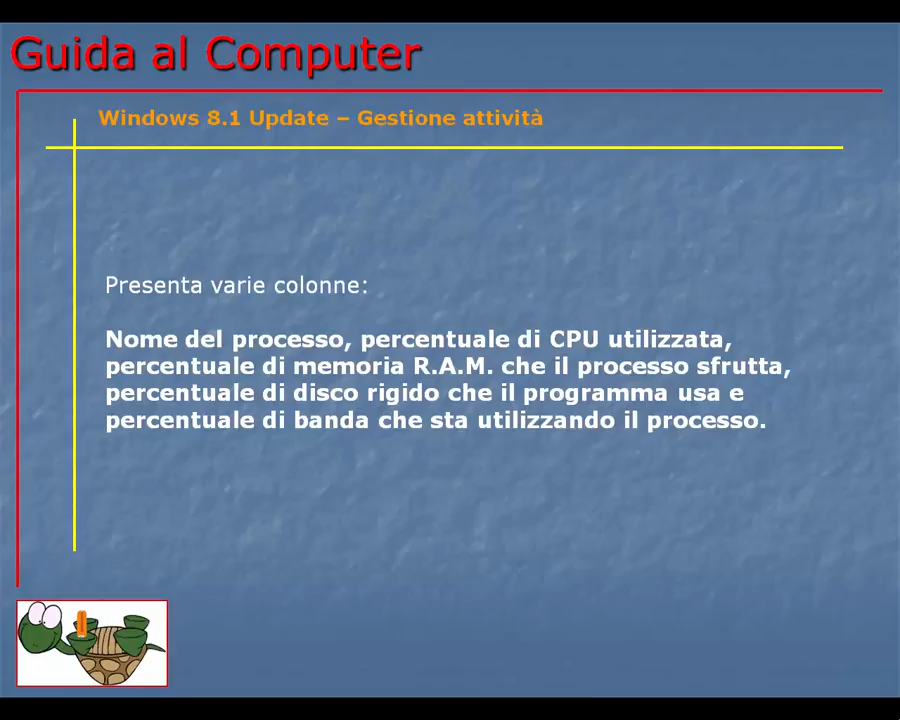 Guida al Computer
Windows 8.1 Update – Gestione attività
Presenta varie colonne:
Nome del processo, percentuale di CPU utilizzata,
percentuale di memoria R.A.M. che il processo sfrutta,
percentuale di disco rigido che il programma usa e
percentuale di banda che sta utilizzando il processo.